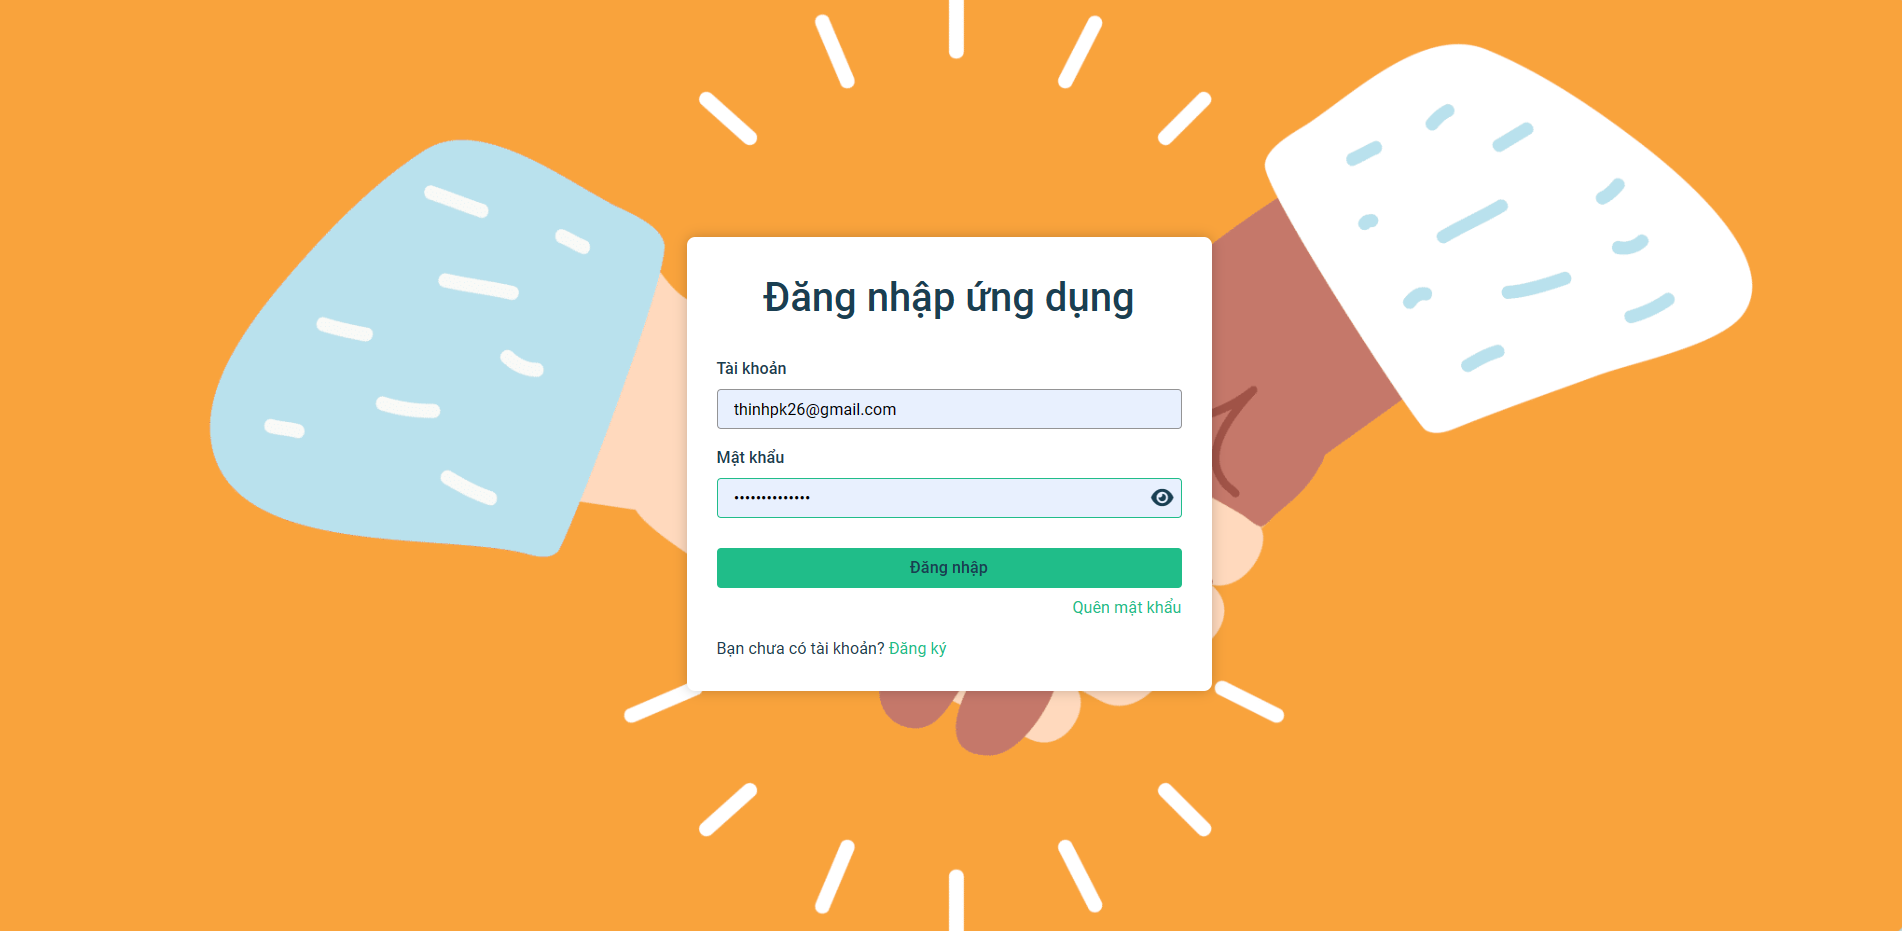 Đăng nhập ứng dụng
Tài khoản
thinhpk26@gmail.com
Mật khẩu
••••••••••••••
Đăng nhập
Quên mật khẩu
Bạn chưa có tài khoản? Đăng ký